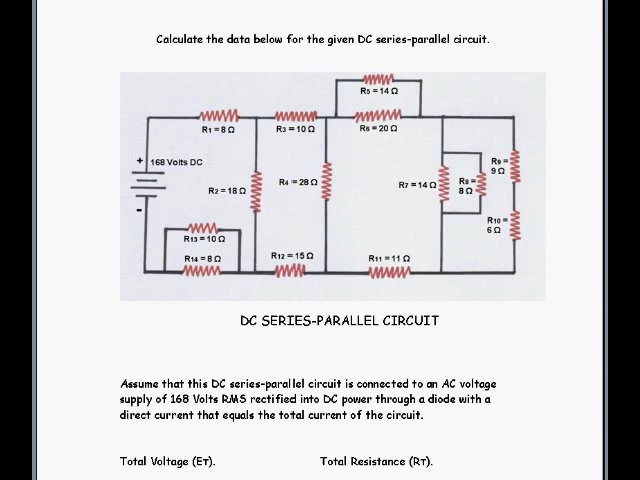 Calculate the data below for the given DC series-parallel circuit.
R5 = 14 Ω
R1 = 8 Ω
R3 = 10 Ω
R6 = 20 Ω
+ 168 Volts DC
R2 = 18 Ω
R4 = 28 Ω
R7 = 14 Ω
R8 =
8 Ω
R9 =
9 Ω
R10 =
6 Ω
-
R13 = 10 Ω
R14 = 8 Ω
R12 = 15 Ω
R11 = 11 Ω
DC SERIES-PARALLEL CIRCUIT
Assume that this DC series-parallel circuit is connected to an AC voltage
supply of 168 Volts RMS rectified into DC power through a diode with a
direct current that equals the total current of the circuit.
Total Voltage (ET). Total Resistance (RT).